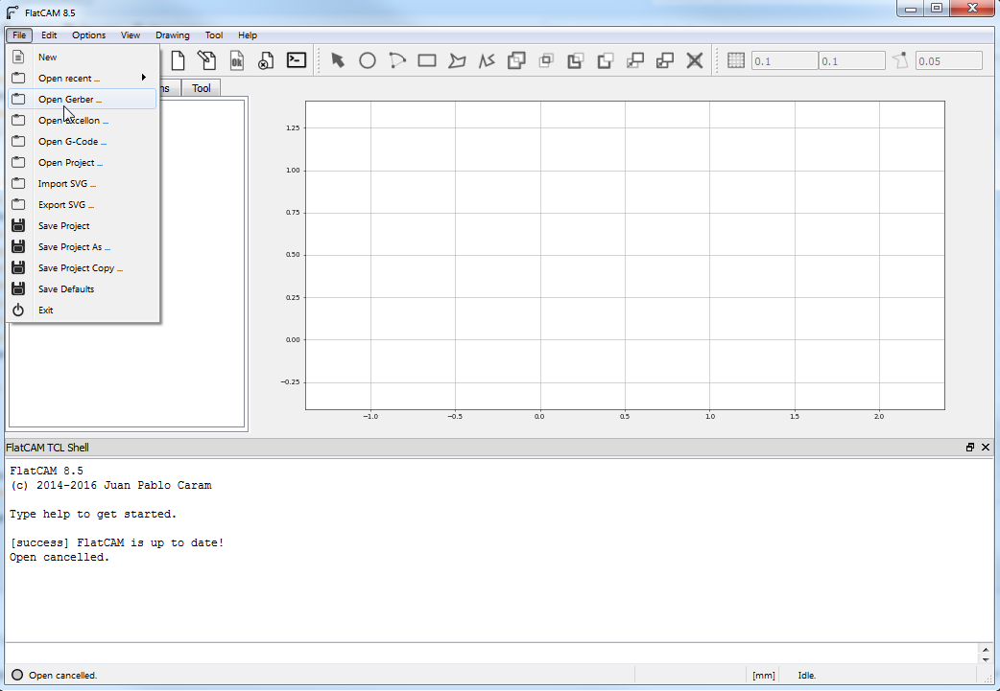 FlatCAM 8.5
File Edit Options View Drawing Tool Help
New
Open recent ...
Open Gerber ...
Open Excellon ...
Open G-Code ...
Open Project ...
Import SVG ...
Export SVG ...
Save Project
Save Project As ...
Save Project Copy ...
Save Defaults
Exit
ok
0.1 0.1 0.05
Tool
1.25
1.00
0.75
0.50
0.25
0.00
−0.25
−1.0 −0.5 0.0 0.5 1.0 1.5 2.0
FlatCAM TCL Shell
FlatCAM 8.5
(c) 2014-2016 Juan Pablo Caram
Type help to get started.
[success] FlatCAM is up to date!
Open cancelled.
Open cancelled. [mm] Idle.